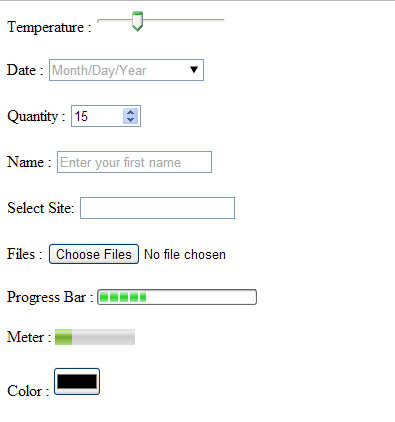 Temperature :
Date : Month/Day/Year
Quantity : 15
Name : Enter your first name
Select Site:
Files : Choose Files No file chosen
Progress Bar :
Meter :
Color :